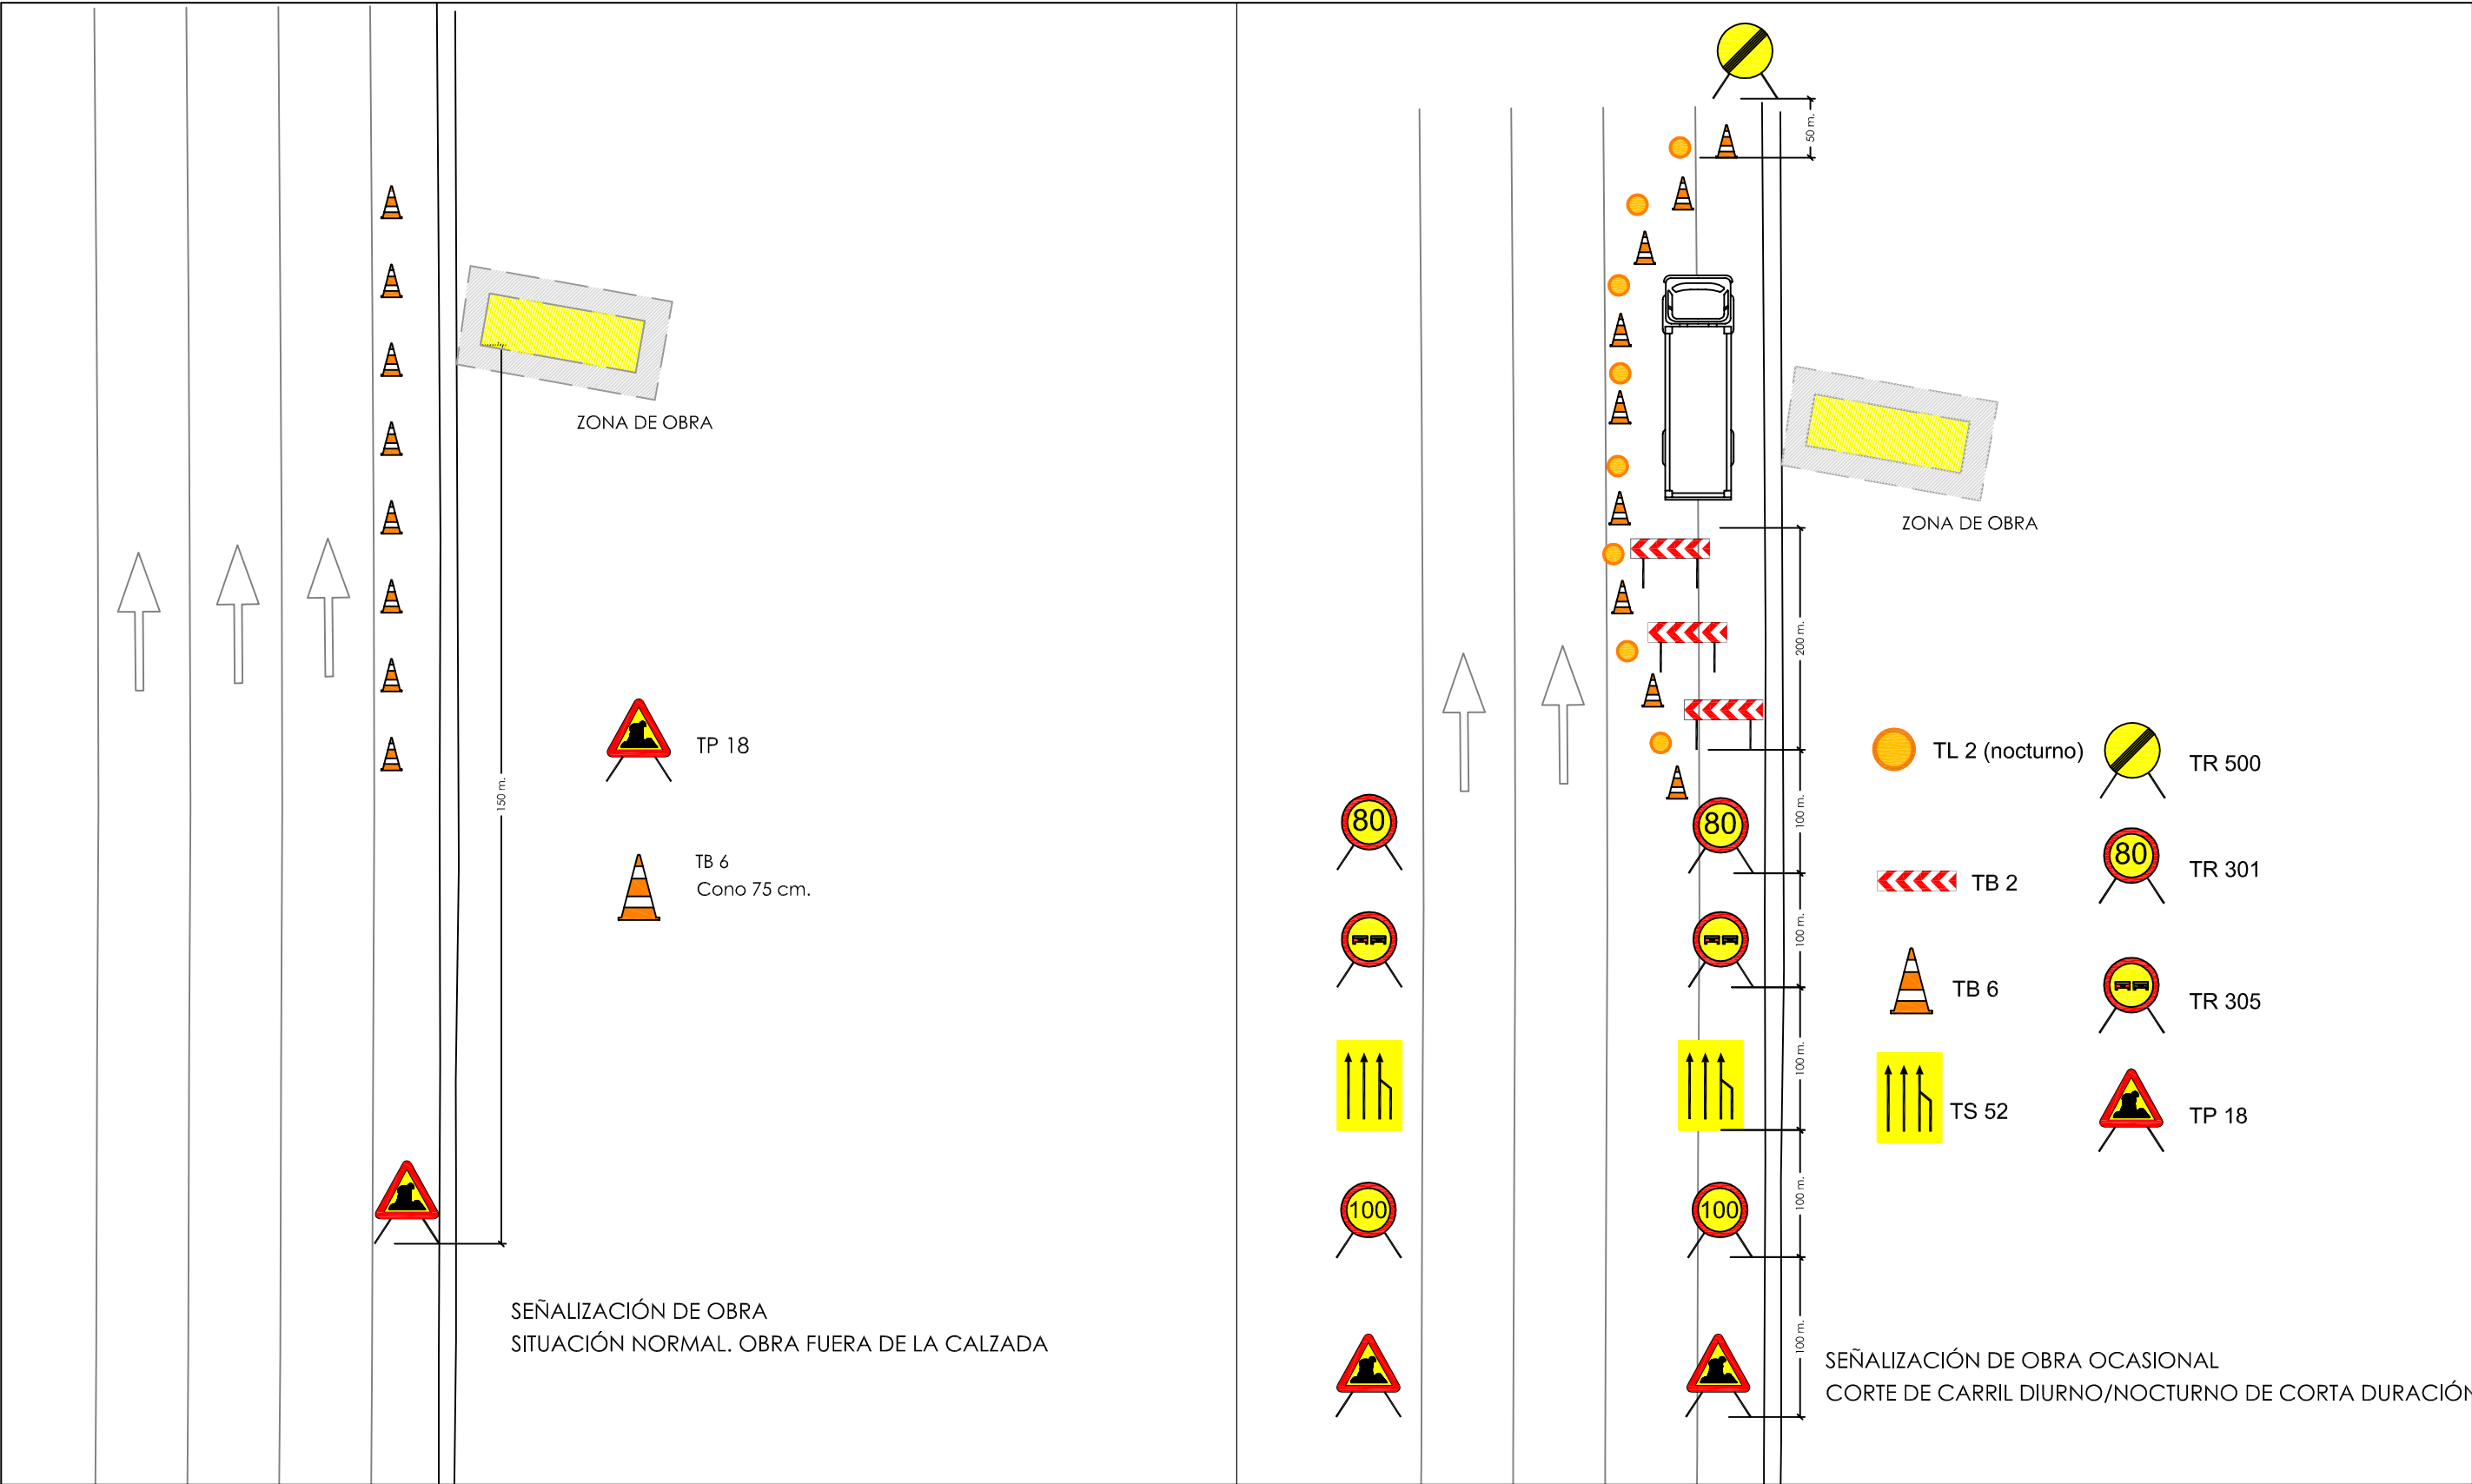 ZONA DE OBRA
TP 18
150 m.
TB 6
Cono 75 cm.
SEÑALIZACIÓN DE OBRA
SITUACIÓN NORMAL. OBRA FUERA DE LA CALZADA
50 m.
ZONA DE OBRA
200 m.
TL 2 (nocturno)
TR 500
80
80
100 m.
80
TR 301
TB 2
100 m.
TB 6
TR 305
100 m.
TS 52
TP 18
100
100
100 m.
100 m.
SEÑALIZACIÓN DE OBRA OCASIONAL
CORTE DE CARRIL DIURNO/NOCTURNO DE CORTA DURACIÓN